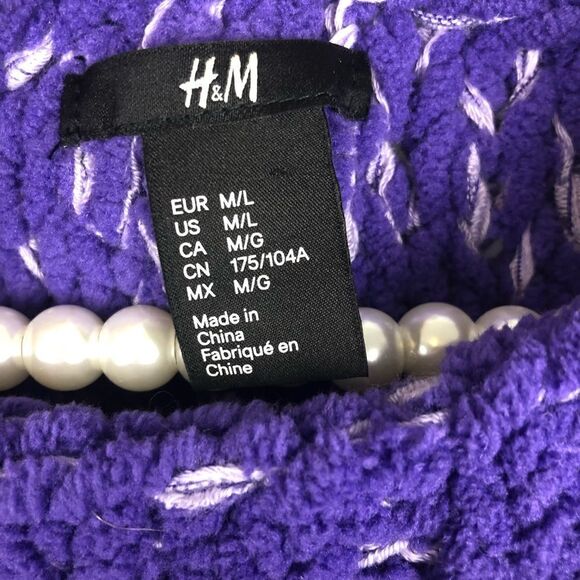 H&M
EUR M/L
US M/L
CA M/G
CN 175/104A
MX M/G
Made in
China
Fabriqué en
Chine